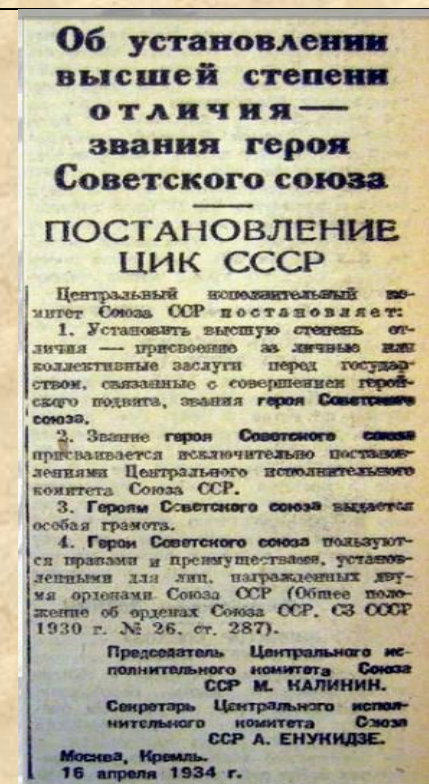 Об установлении
высшей степени
отличия—
звания героя
Советского союза
ПОСТАНОВЛЕНИЕ
ЦИК СССР
Центральный исполнительный ко-
митет Союза ССР постановляет:
1. Установить высшую степень от-
личия — присвоение за личные или
коллективные заслуги перед государ-
ством, связанные с совершением герой-
ского подвига, звания героя Советского
союза.
2. Звание героя Советского союза
присваивается исключительно постанов-
лениями Центрального исполнительного
комитета Союза ССР.
3. Героям Советского союза выдается
особая грамота.
4. Герои Советского союза пользуют-
ся правами и преимуществами, установ-
ленными для лиц, награжденных дву-
мя орденами Союза ССР (Общее поло-
жение об орденах Союза ССР, СЗ СССР
1930 г. № 26, ст. 287).
Председатель Центрального ис-
полнительного комитета Союза
ССР М. КАЛИНИН.
Секретарь Центрального испол-
нительного комитета Союза
ССР А. ЕНУКИДЗЕ.
Москва, Кремль.
16 апреля 1934 г.